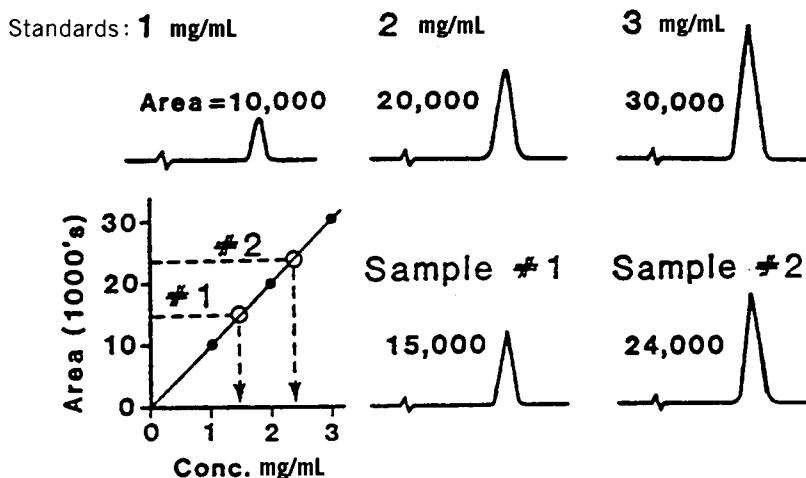 Standards: 1 mg/mL 2 mg/mL 3 mg/mL
Area=10,000 20,000 30,000
Area (1000's)
30
20
10
0
#2
#1
0 1 2 3
Conc. mg/mL
Sample #1 Sample #2
15,000 24,000